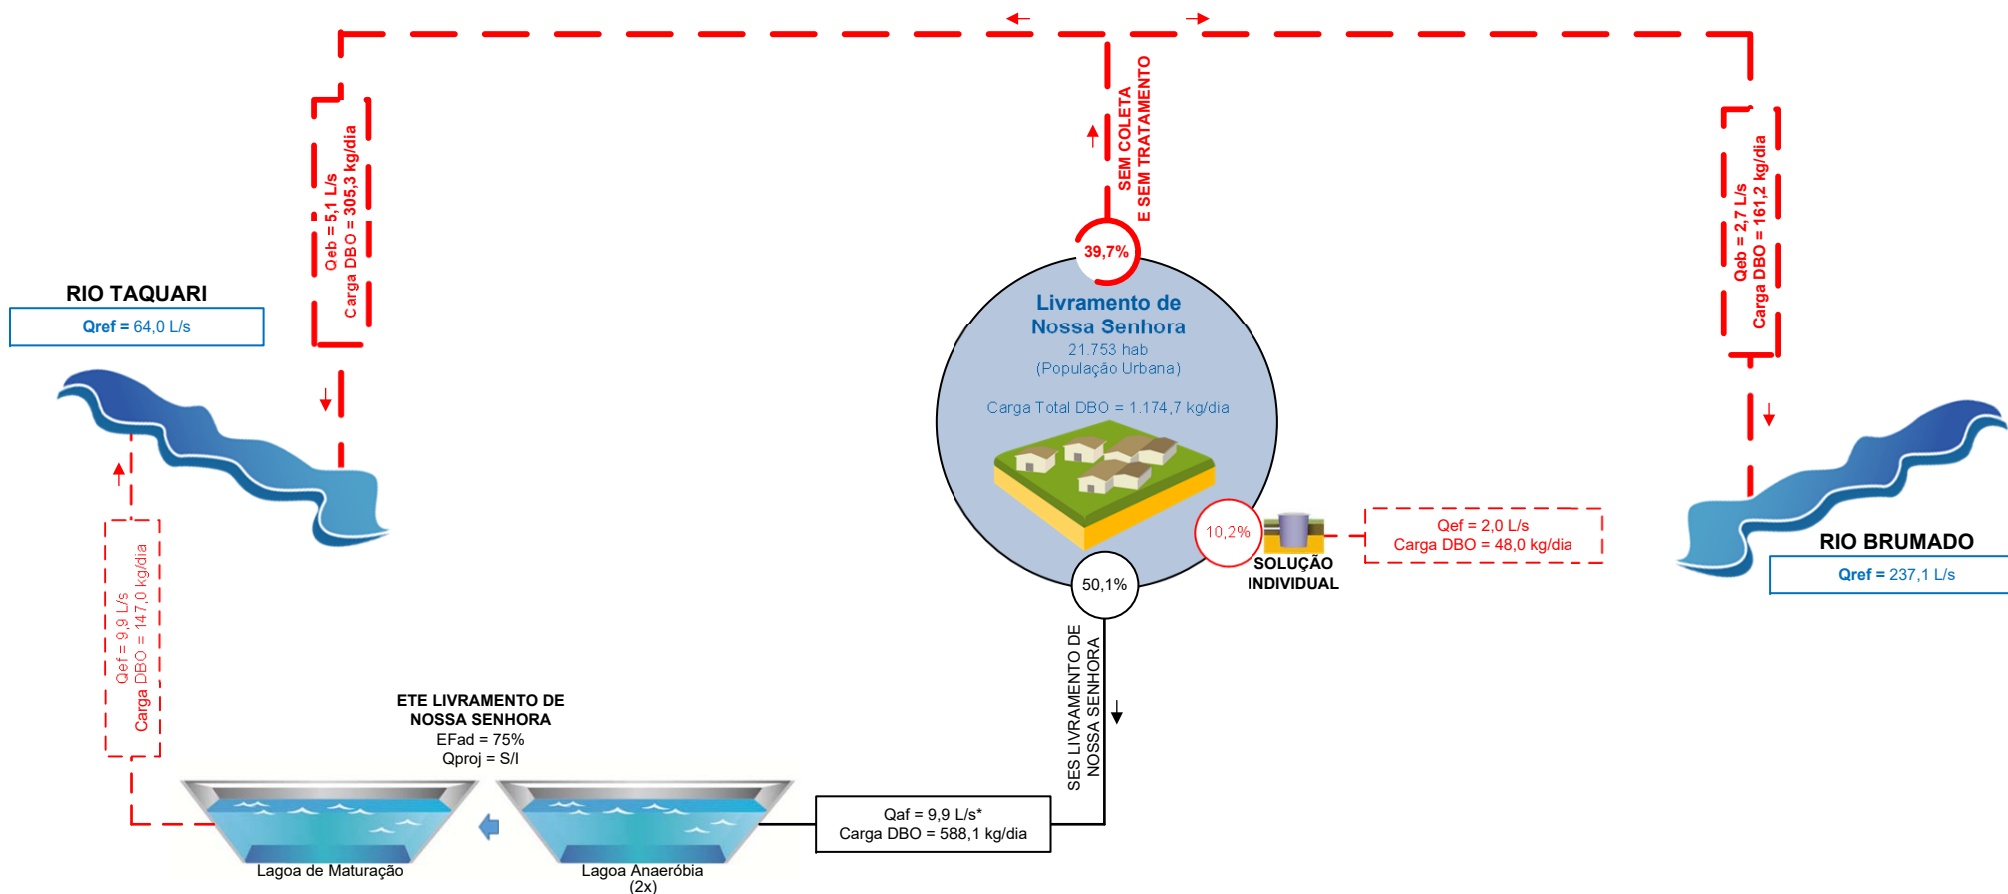 SEM COLETA
E SEM TRATAMENTO
Qeb = 5,1 L/s
Carga DBO = 305,3 kg/dia
Qeb = 2,7 L/s
Carga DBO = 161,2 kg/dia
39,7%
RIO TAQUARI
Qref = 64,0 L/s
Livramento de
Nossa Senhora
21.753 hab
(População Urbana)
Carga Total DBO = 1.174,7 kg/dia
10,2%
SOLUÇÃO
INDIVIDUAL
Qef = 2,0 L/s
Carga DBO = 48,0 kg/dia
RIO BRUMADO
Qref = 237,1 L/s
50,1%
SES LIVRAMENTO DE
NOSSA SENHORA
Qef = 9,9 L/s
Carga DBO = 147,0 kg/dia
ETE LIVRAMENTO DE
NOSSA SENHORA
EFad = 75%
Qproj = S/I
Qaf = 9,9 L/s*
Carga DBO = 588,1 kg/dia
Lagoa de Maturação
Lagoa Anaeróbia
(2x)